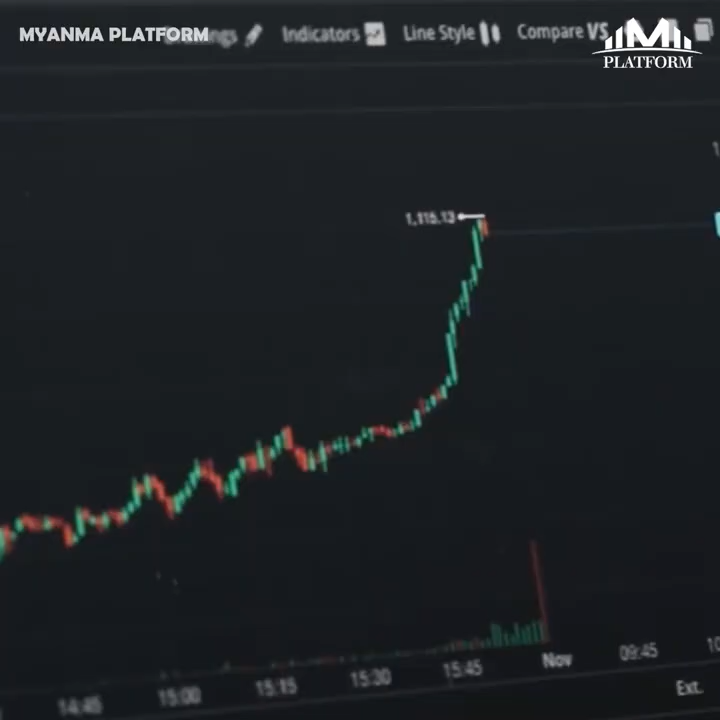 MYANMA PLATFORM
Indicators
Line Style
Compare VS
M
PLATFORM
1,115.13
14:45
15:00
15:15
15:30
15:45
Nov
09:45
Ext.